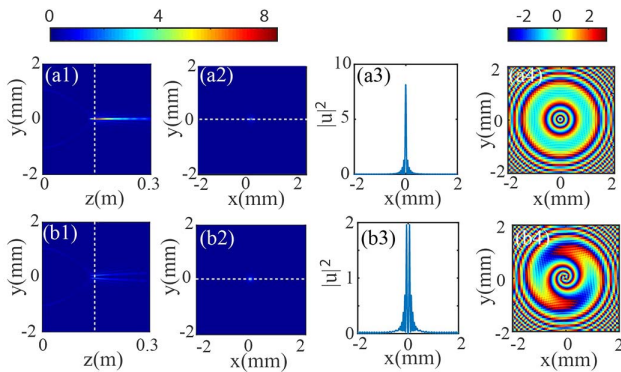 0 2 4 6 8
-2 0 2
(a1) (a2) (a3) (a4)
y(mm) 2 0 -2
z(m) 0 0.3
y(mm) 2 0 -2
x(mm) -2 0 2
|u|² 10 5 0
x(mm) -2 0 2
y(mm) 2 0 -2
x(mm) -2 0 2
(b1) (b2) (b3) (b4)
y(mm) 2 0 -2
z(m) 0 0.3
y(mm) 2 0 -2
x(mm) -2 0 2
|u|² 2 1 0
x(mm) -2 0 2
y(mm) 2 0 -2
x(mm) -2 0 2